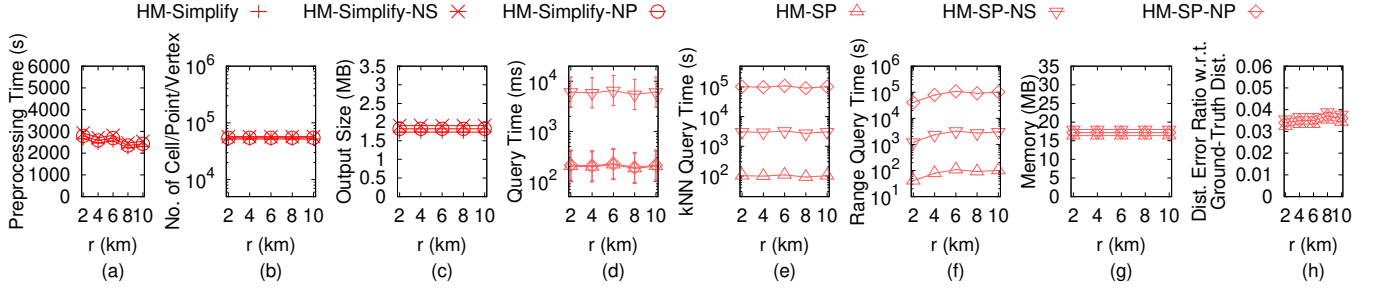 HM-Simplify HM-Simplify-NS HM-Simplify-NP HM-SP HM-SP-NS HM-SP-NP
Preprocessing Time (s)
6000
5000
4000
3000
2000
1000
0
2 4 6 8 10
r (km)
(a)
No. of Cell/Point/Vertex
10^6
10^5
10^4
2 4 6 8 10
r (km)
(b)
Output Size (MB)
3.5
3
2.5
2
1.5
1
0.5
0
2 4 6 8 10
r (km)
(c)
Query Time (ms)
10^4
10^3
10^2
2 4 6 8 10
r (km)
(d)
kNN Query Time (s)
10^5
10^4
10^3
10^2
2 4 6 8 10
r (km)
(e)
Range Query Time (s)
10^6
10^5
10^4
10^3
10^2
10^1
2 4 6 8 10
r (km)
(f)
Memory (MB)
35
30
25
20
15
10
5
0
2 4 6 8 10
r (km)
(g)
Dist. Error Ratio w.r.t.
Ground-Truth Dist.
0.06
0.05
0.04
0.03
0.02
0.01
0
2 4 6 8 10
r (km)
(h)